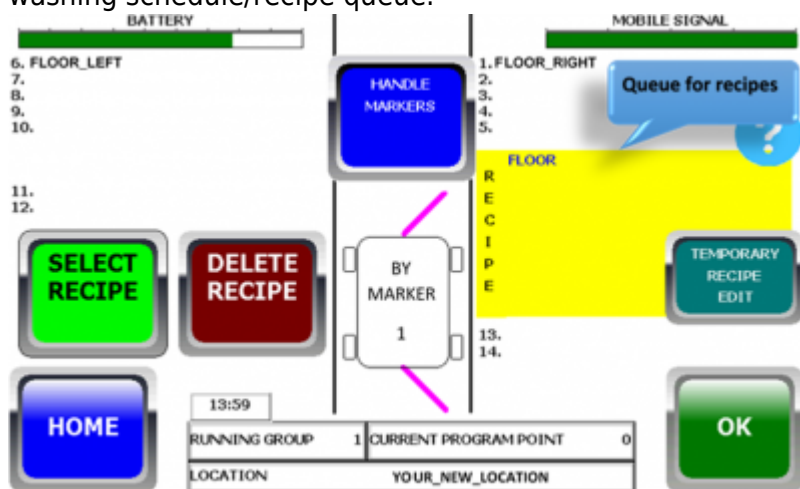 washing schedule/recipe queue.
BATTERY
MOBILE SIGNAL
6. FLOOR_LEFT
7.
8.
9.
10.
11.
12.
HANDLE
MARKERS
1. FLOOR_RIGHT
2.
3.
4.
5.
Queue for recipes
?
FLOOR
R
E
C
I
P
E
SELECT
RECIPE
DELETE
RECIPE
BY
MARKER
1
TEMPORARY
RECIPE
EDIT
13.
14.
HOME
13:59
RUNNING GROUP 1 CURRENT PROGRAM POINT 0
LOCATION YOUR_NEW_LOCATION
OK